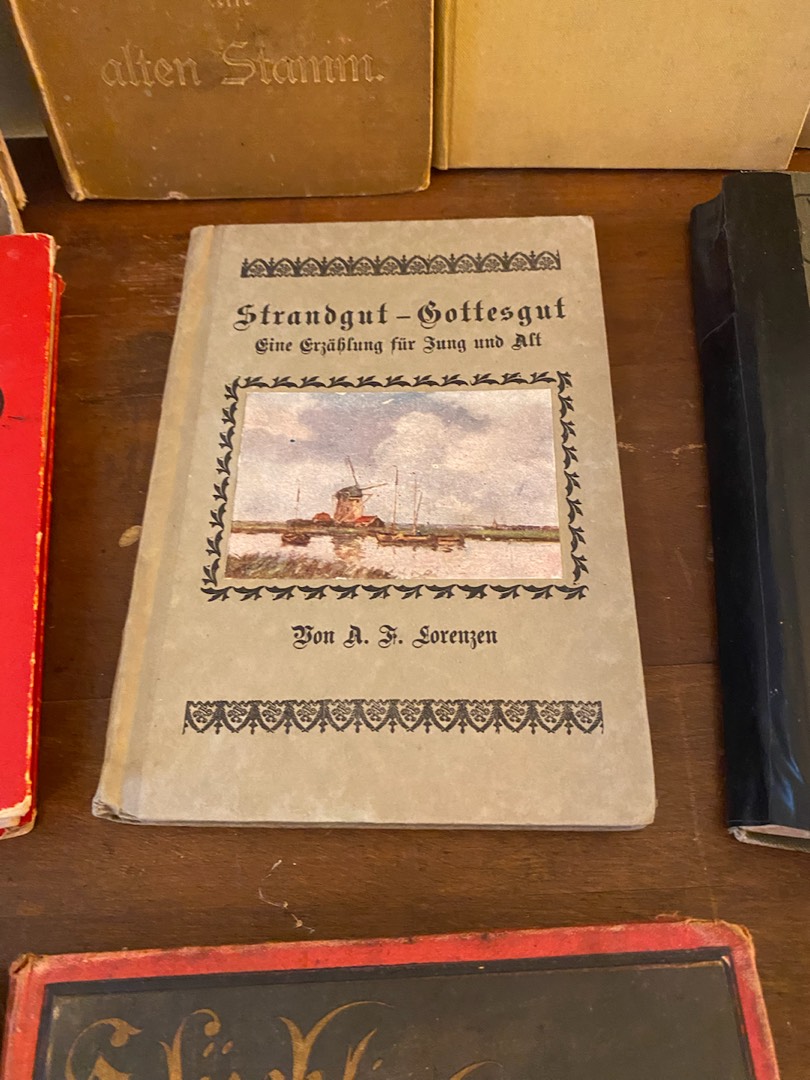 alten Stamm.
Strandgut – Gottesgut
Eine Erzählung für Jung und Alt
Von A. F. Lorenzen